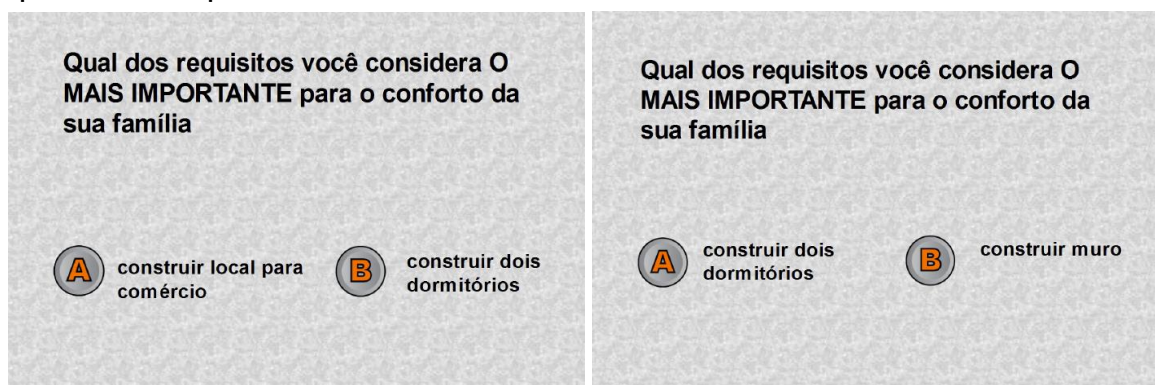 Qual dos requisitos você considera O
MAIS IMPORTANTE para o conforto da
sua família
A
construir local para
comércio
B
construir dois
dormitórios
Qual dos requisitos você considera O
MAIS IMPORTANTE para o conforto da
sua família
A
construir dois
dormitórios
B
construir muro